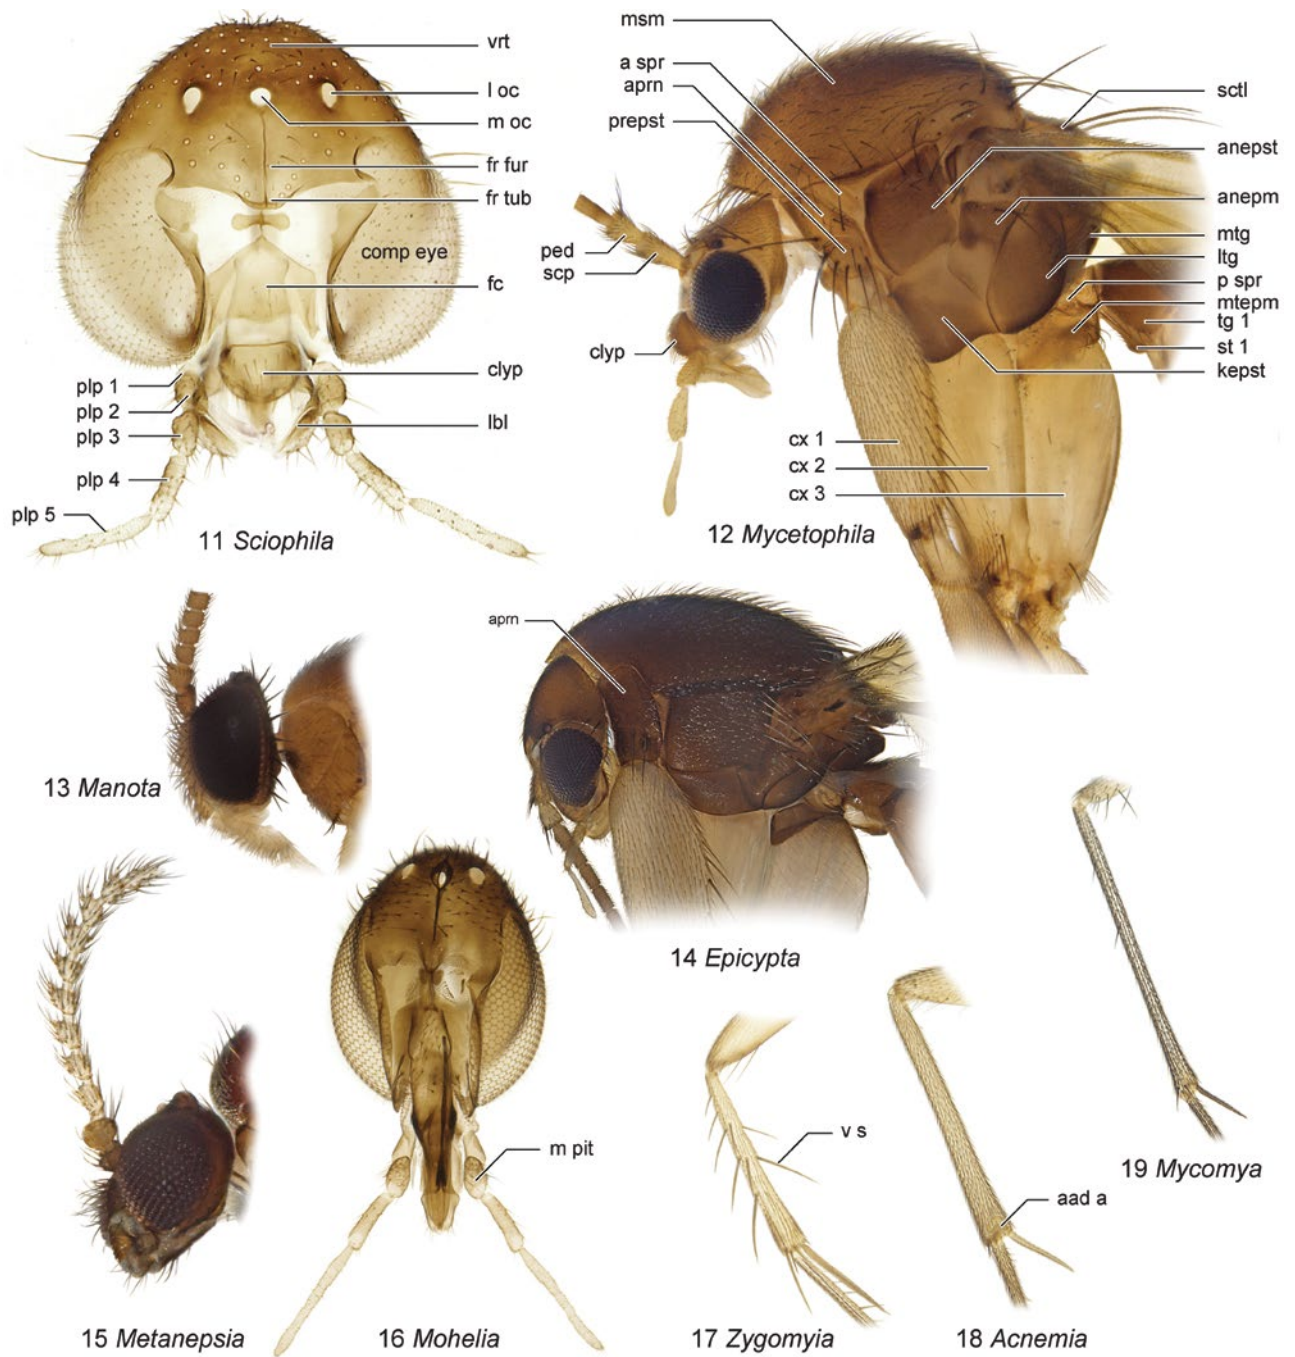 vrt
l oc
m oc
fr fur
fr tub
comp eye
fc
clyp
lbl
plp 1
plp 2
plp 3
plp 4
plp 5
11 Sciophila
msm
a spr
aprn
prepst
ped
scp
clyp
cx 1
cx 2
cx 3
sctl
anepst
anepm
mtg
ltg
p spr
mtepm
tg 1
st 1
kepst
12 Mycetophila
13 Manota
aprn
14 Epicypta
15 Metanepsia
m pit
16 Mohelia
v s
17 Zygomyia
aad a
18 Acnemia
19 Mycomya